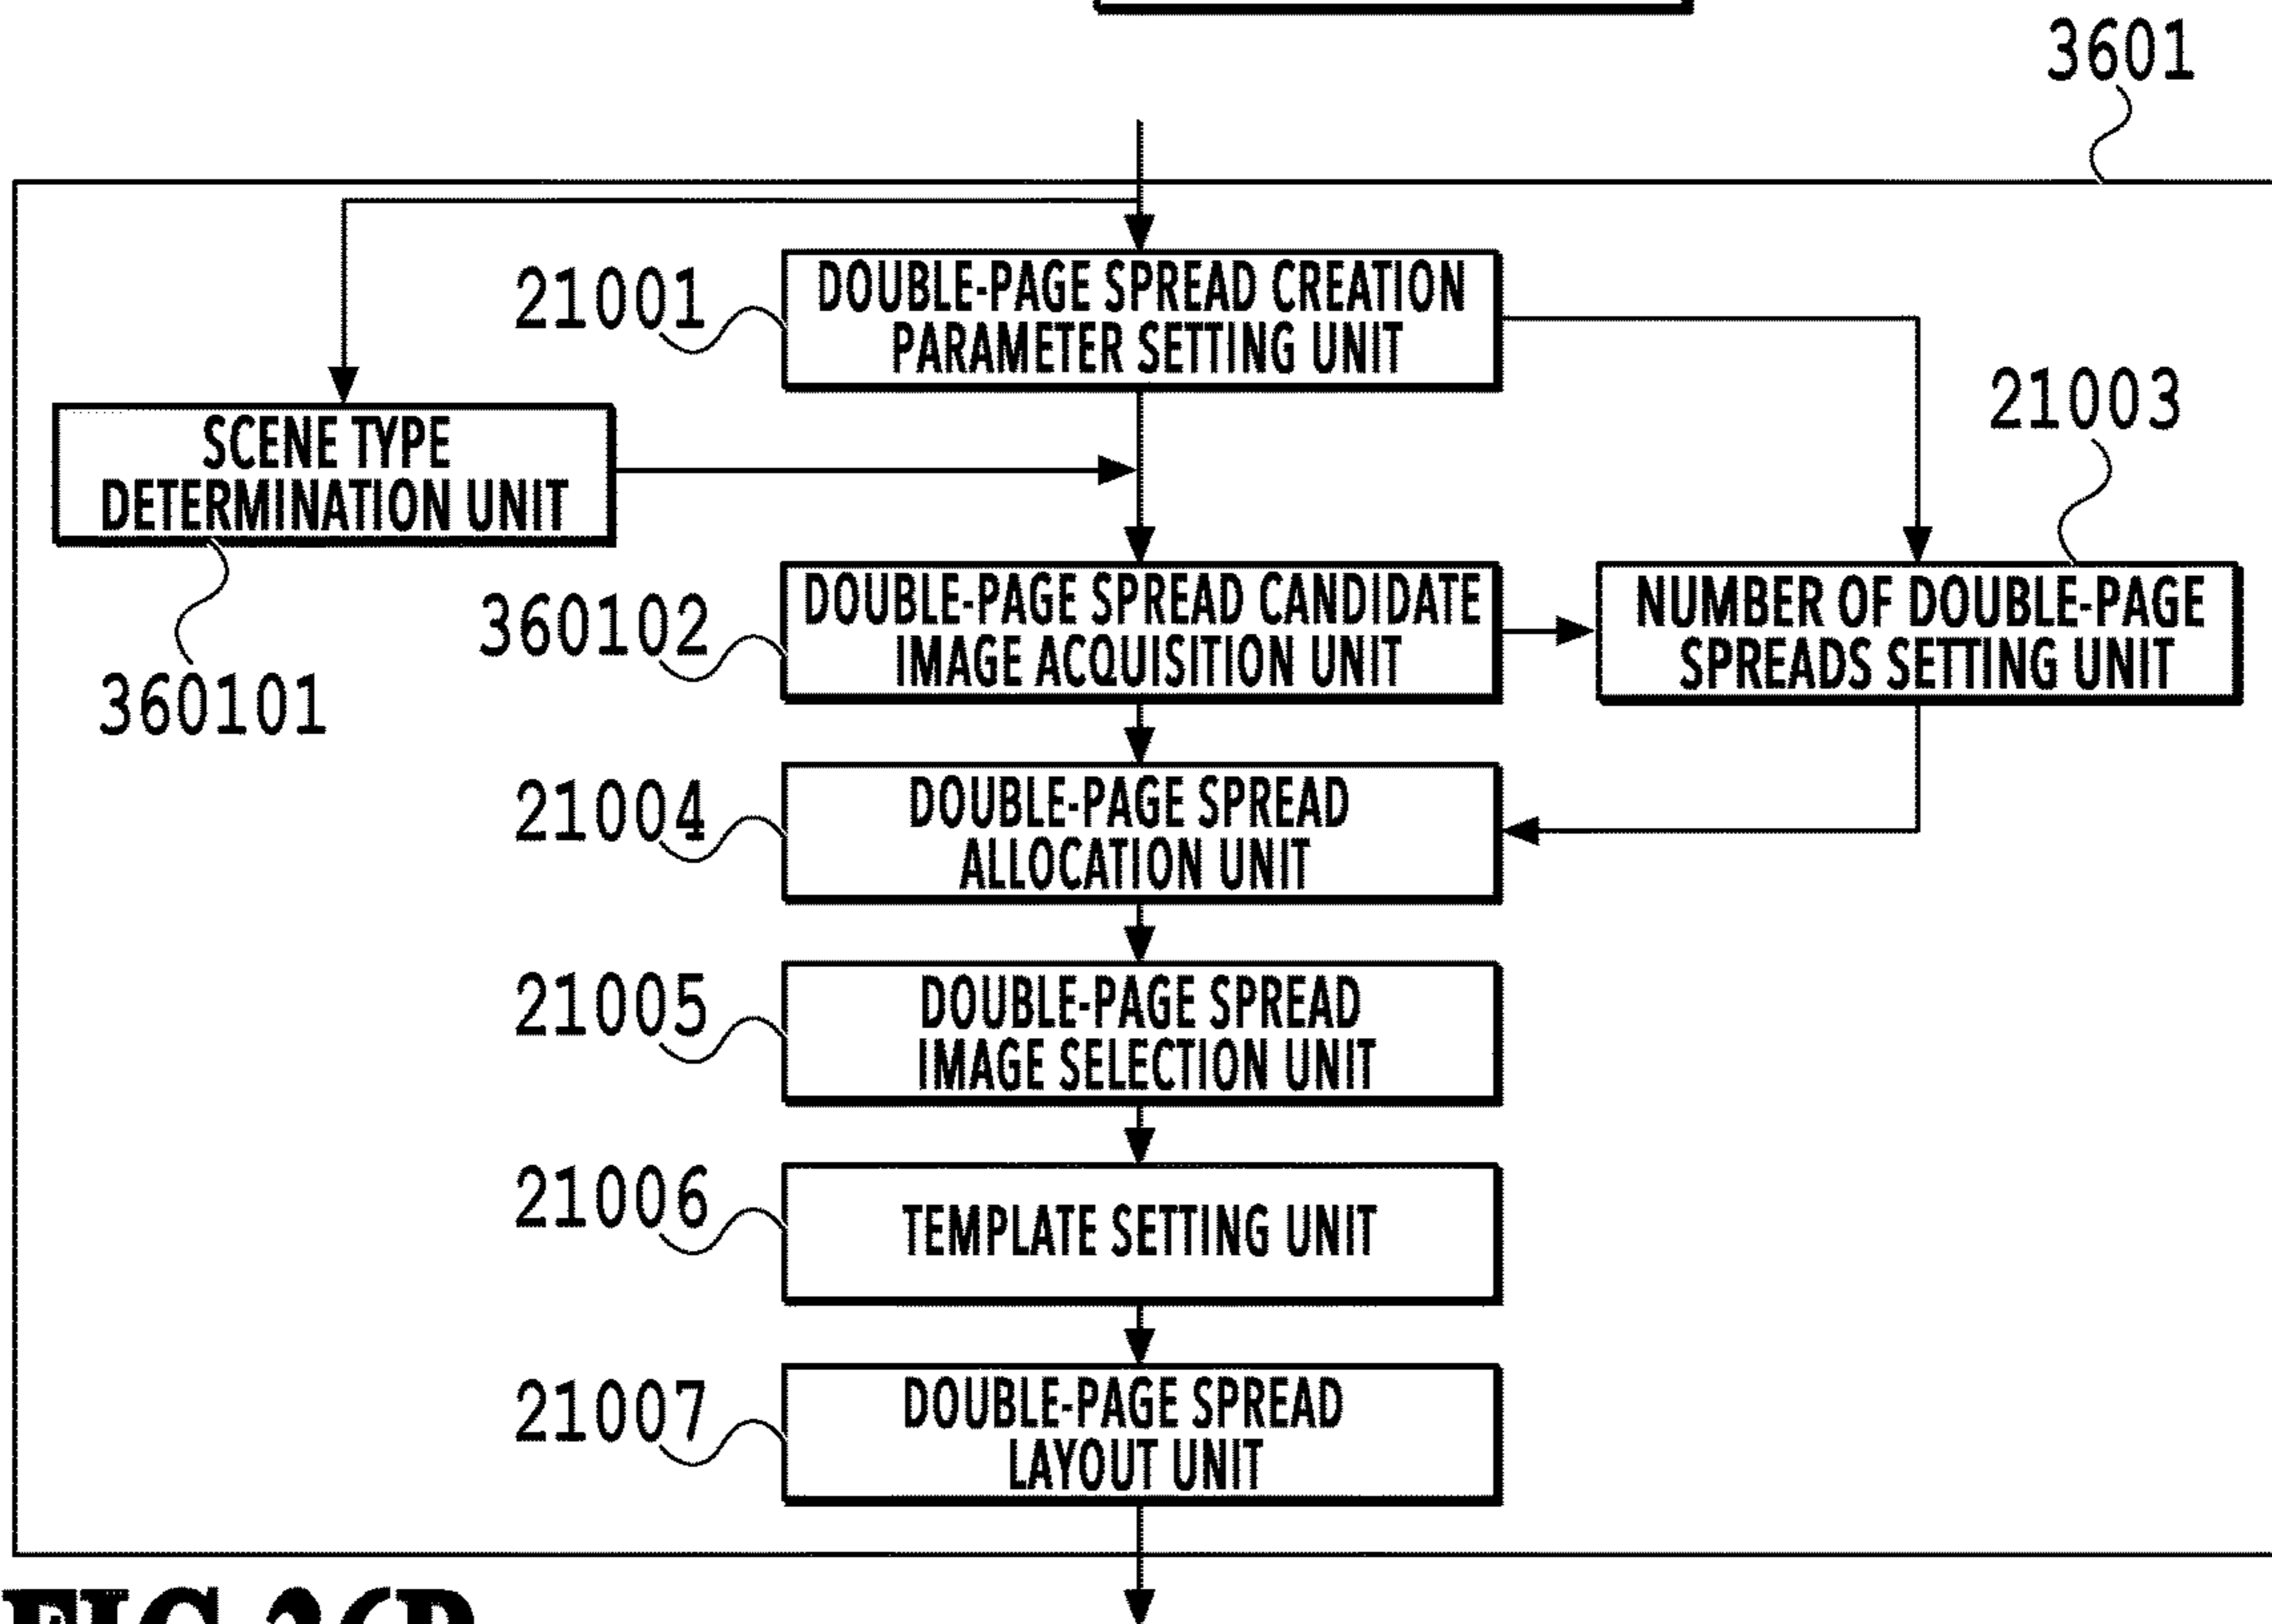 3601
21001
DOUBLE-PAGE SPREAD CREATION
PARAMETER SETTING UNIT
21003
SCENE TYPE
DETERMINATION UNIT
360101
360102
DOUBLE-PAGE SPREAD CANDIDATE
IMAGE ACQUISITION UNIT
NUMBER OF DOUBLE-PAGE
SPREADS SETTING UNIT
21004
DOUBLE-PAGE SPREAD
ALLOCATION UNIT
21005
DOUBLE-PAGE SPREAD
IMAGE SELECTION UNIT
21006
TEMPLATE SETTING UNIT
21007
DOUBLE-PAGE SPREAD
LAYOUT UNIT